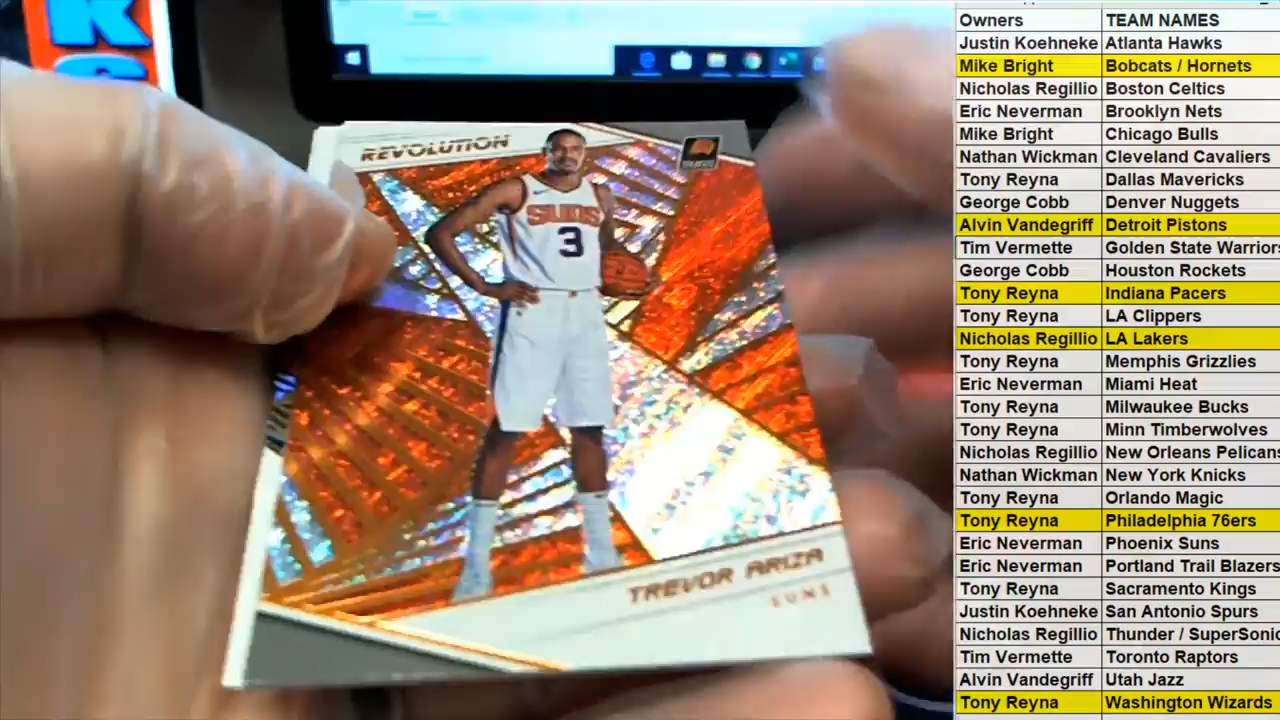 REVOLUTION
SUNS
3
TREVOR ARIZA
SUNS
Owners TEAM NAMES
Justin Koehneke Atlanta Hawks
Mike Bright Bobcats / Hornets
Nicholas Regillio Boston Celtics
Eric Neverman Brooklyn Nets
Mike Bright Chicago Bulls
Nathan Wickman Cleveland Cavaliers
Tony Reyna Dallas Mavericks
George Cobb Denver Nuggets
Alvin Vandegriff Detroit Pistons
Tim Vermette Golden State Warriors
George Cobb Houston Rockets
Tony Reyna Indiana Pacers
Tony Reyna LA Clippers
Nicholas Regillio LA Lakers
Tony Reyna Memphis Grizzlies
Eric Neverman Miami Heat
Tony Reyna Milwaukee Bucks
Tony Reyna Minn Timberwolves
Nicholas Regillio New Orleans Pelicans
Nathan Wickman New York Knicks
Tony Reyna Orlando Magic
Tony Reyna Philadelphia 76ers
Eric Neverman Phoenix Suns
Eric Neverman Portland Trail Blazers
Tony Reyna Sacramento Kings
Justin Koehneke San Antonio Spurs
Nicholas Regillio Thunder / SuperSonic
Tim Vermette Toronto Raptors
Alvin Vandegriff Utah Jazz
Tony Reyna Washington Wizards